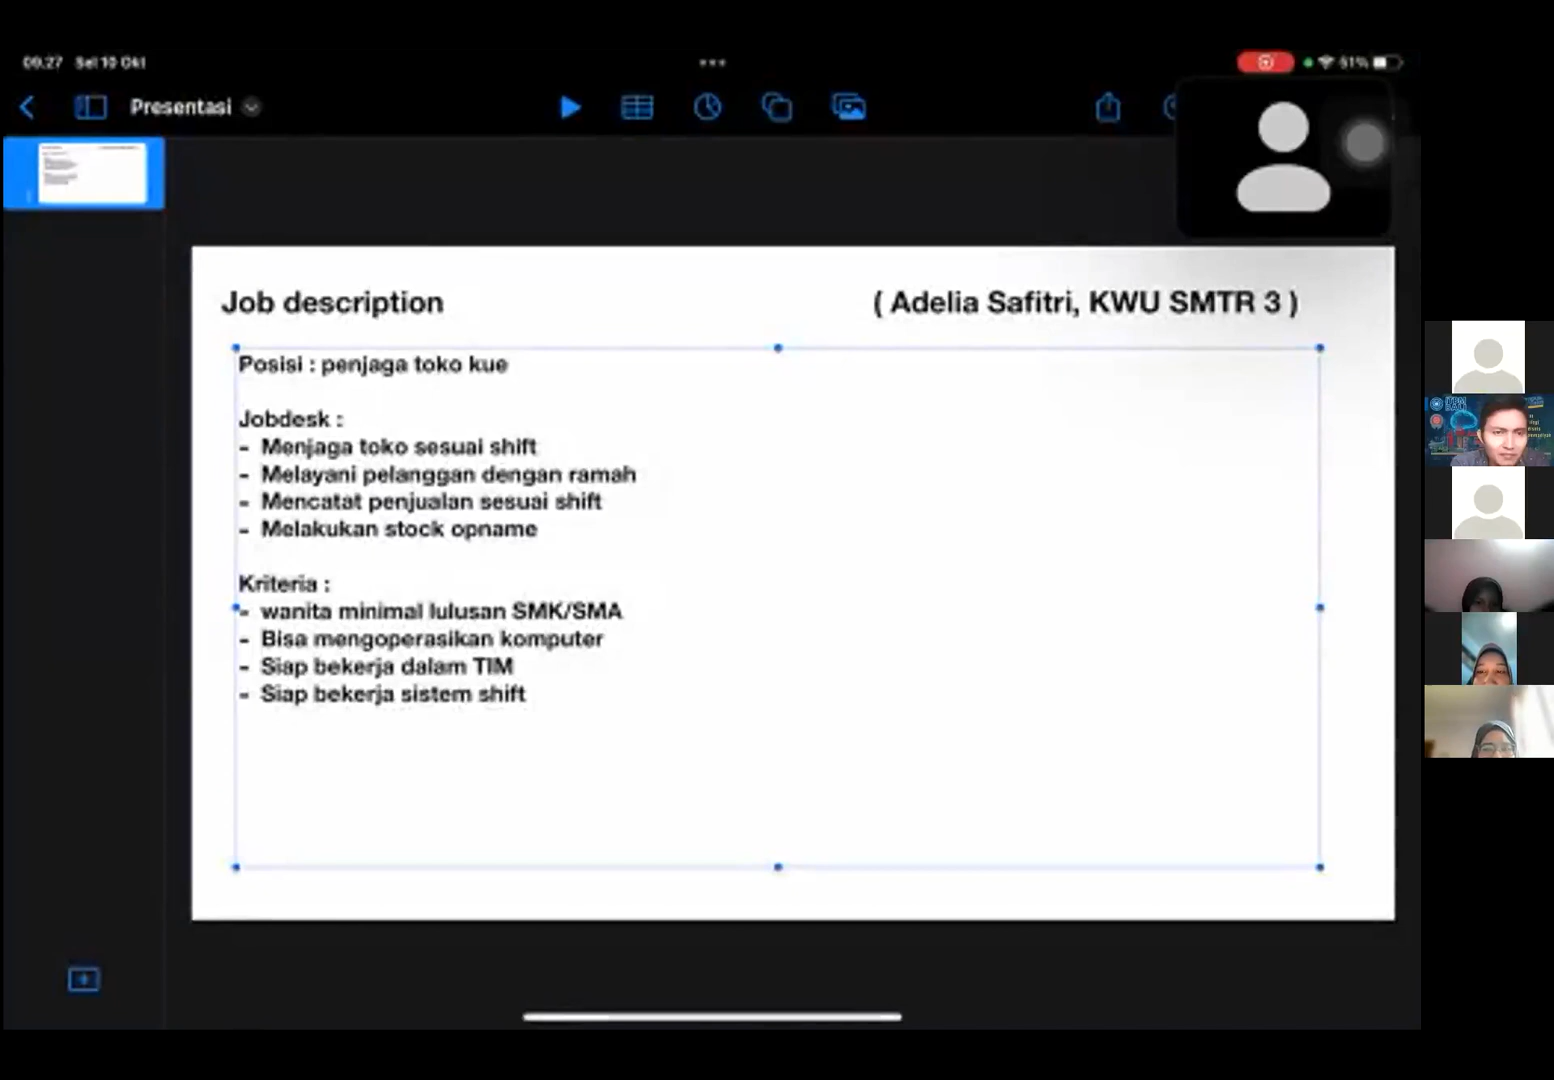 09.27 Sel 10 Okt
51%
Presentasi
Job description
( Adelia Safitri, KWU SMTR 3 )
Posisi : penjaga toko kue
Jobdesk :
- Menjaga toko sesuai shift
- Melayani pelanggan dengan ramah
- Mencatat penjualan sesuai shift
- Melakukan stock opname
Kriteria :
- wanita minimal lulusan SMK/SMA
- Bisa mengoperasikan komputer
- Siap bekerja dalam TIM
- Siap bekerja sistem shift